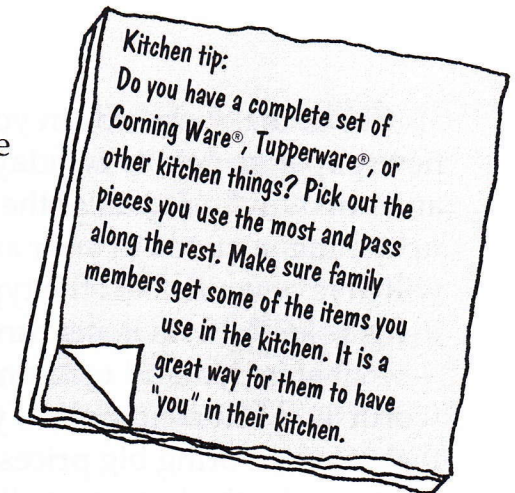 Kitchen tip:
Do you have a complete set of
Corning Ware®, Tupperware®, or
other kitchen things? Pick out the
pieces you use the most and pass
along the rest. Make sure family
members get some of the items you
use in the kitchen. It is a
great way for them to have
"you" in their kitchen.
e